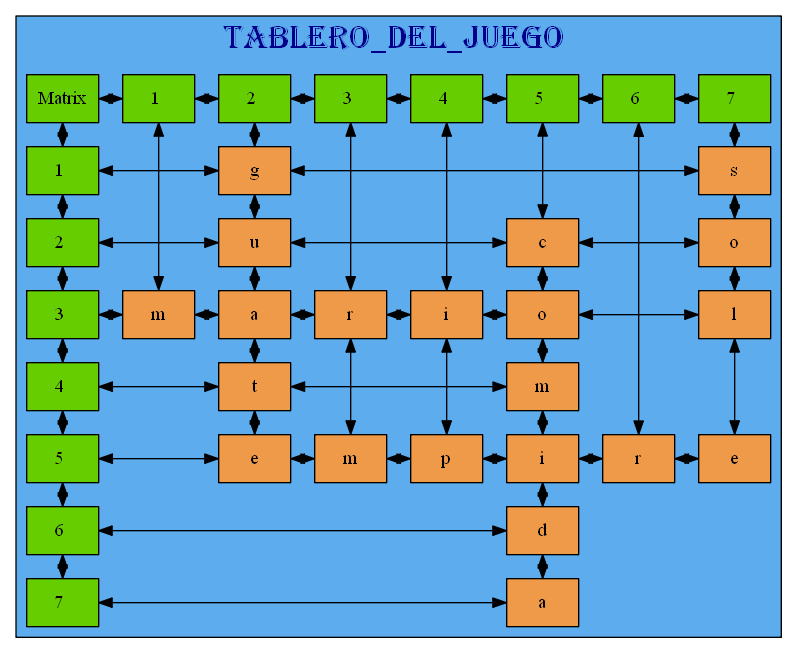 TABLERO_DEL_JUEGO
Matrix 1 2 3 4 5 6 7
1 g s
2 u c o
3 m a r i o l
4 t m
5 e m p i r e
6 d
7 a